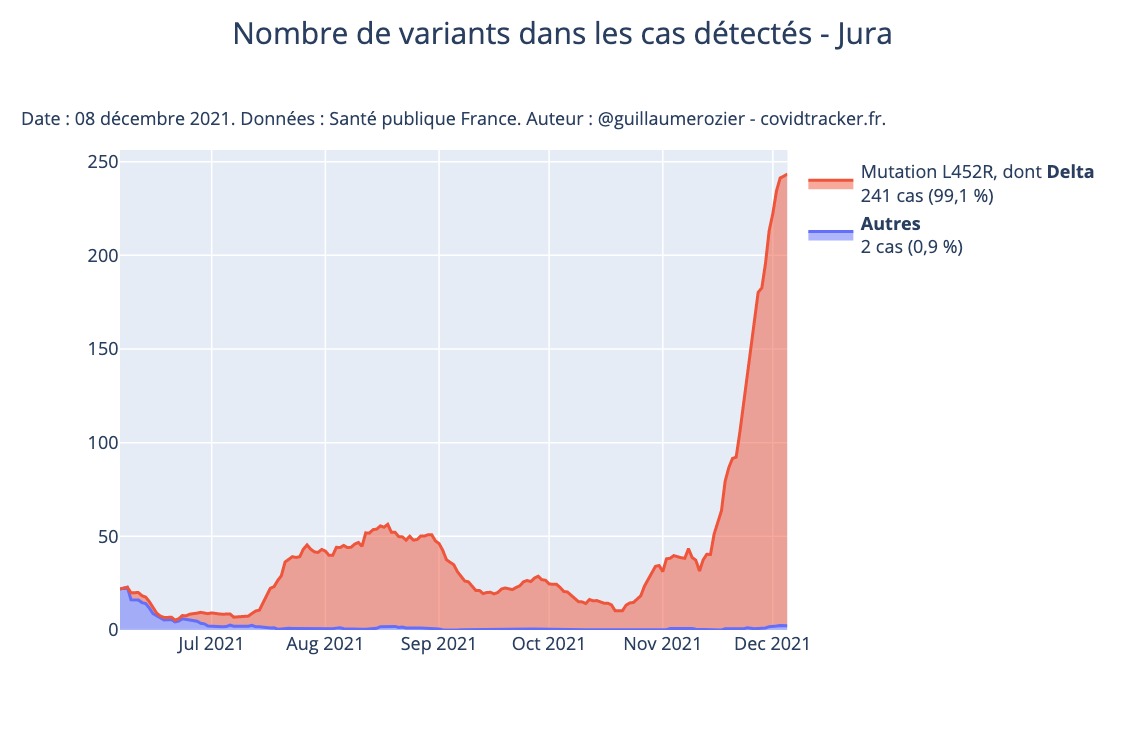 Nombre de variants dans les cas détectés - Jura
Date : 08 décembre 2021. Données : Santé publique France. Auteur : @guillaumerozier - covidtracker.fr.
250
200
150
100
50
0
Jul 2021 Aug 2021 Sep 2021 Oct 2021 Nov 2021 Dec 2021
Mutation L452R, dont Delta
241 cas (99,1 %)
Autres
2 cas (0,9 %)